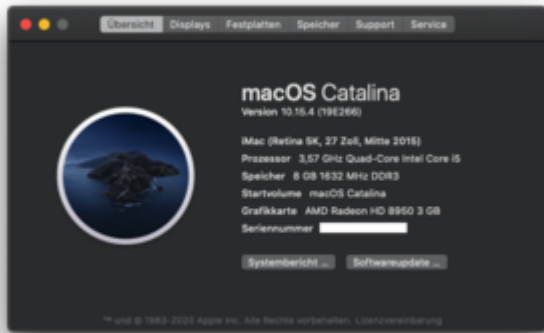 Übersicht Displays Festplatten Speicher Support Service
macOS Catalina
Version 10.15.4 (19E266)
iMac (Retina 5K, 27 Zoll, Mitte 2015)
Prozessor 3,57 GHz Quad-Core Intel Core i5
Speicher 8 GB 1632 MHz DDR3
Startvolume macOS Catalina
Grafikkarte AMD Radeon HD 8950 3 GB
Seriennummer
Systembericht ... Softwareupdate ...
™ und © 1983-2020 Apple Inc. Alle Rechte vorbehalten. Lizenzvereinbarung